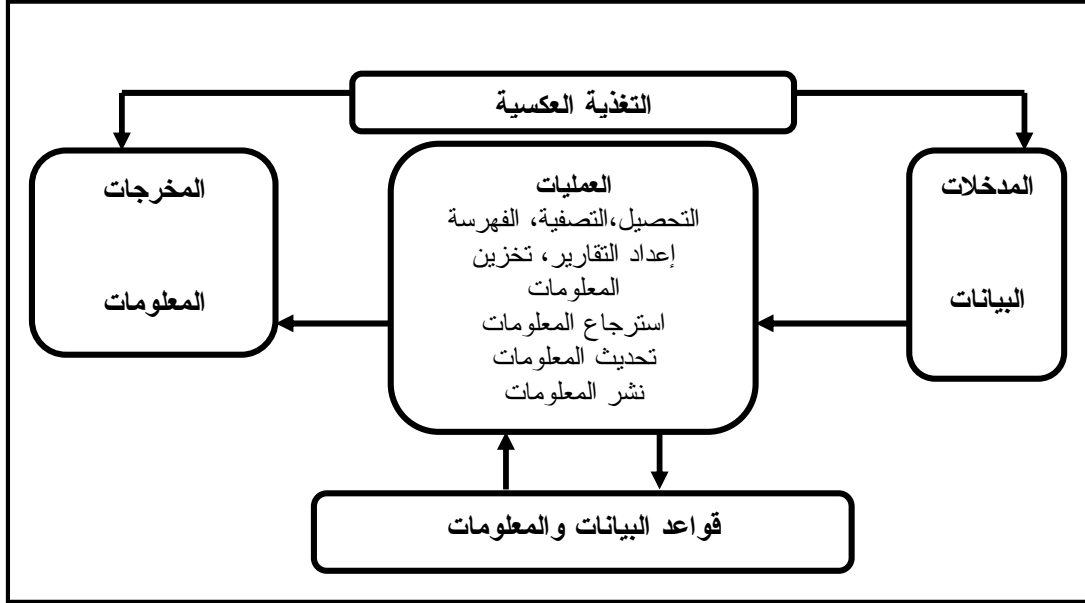 التغذية العكسية
المدخلات
البيانات
العمليات
التحصيل،التصفية، الفهرسة
إعداد التقارير، تخزين
المعلومات
استرجاع المعلومات
تحديث المعلومات
نشر المعلومات
المخرجات
المعلومات
قواعد البيانات والمعلومات